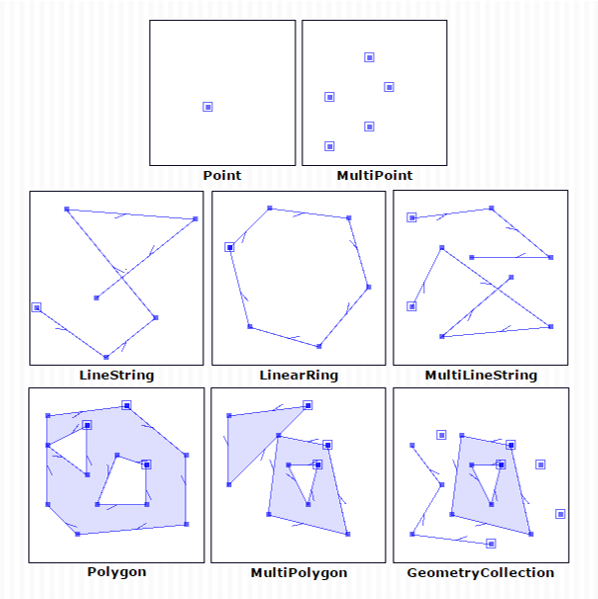 Point
MultiPoint
LineString
LinearRing
MultiLineString
Polygon
MultiPolygon
GeometryCollection